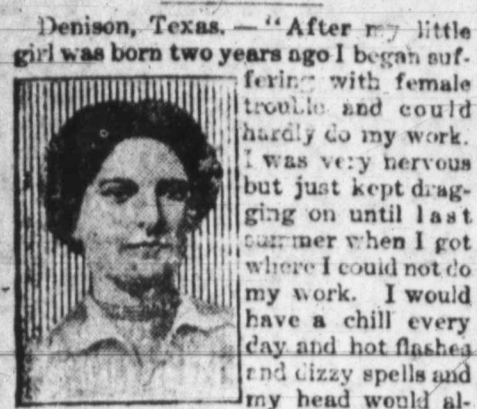 Denison, Texas. — "After my little
girl was born two years ago I began suf-
fering with female
trouble and could
hardly do my work.
I was very nervous
but just kept drag-
ging on until last
summer when I got
where I could not do
my work. I would
have a chill every
day and hot flashes
and dizzy spells and
my head would al-